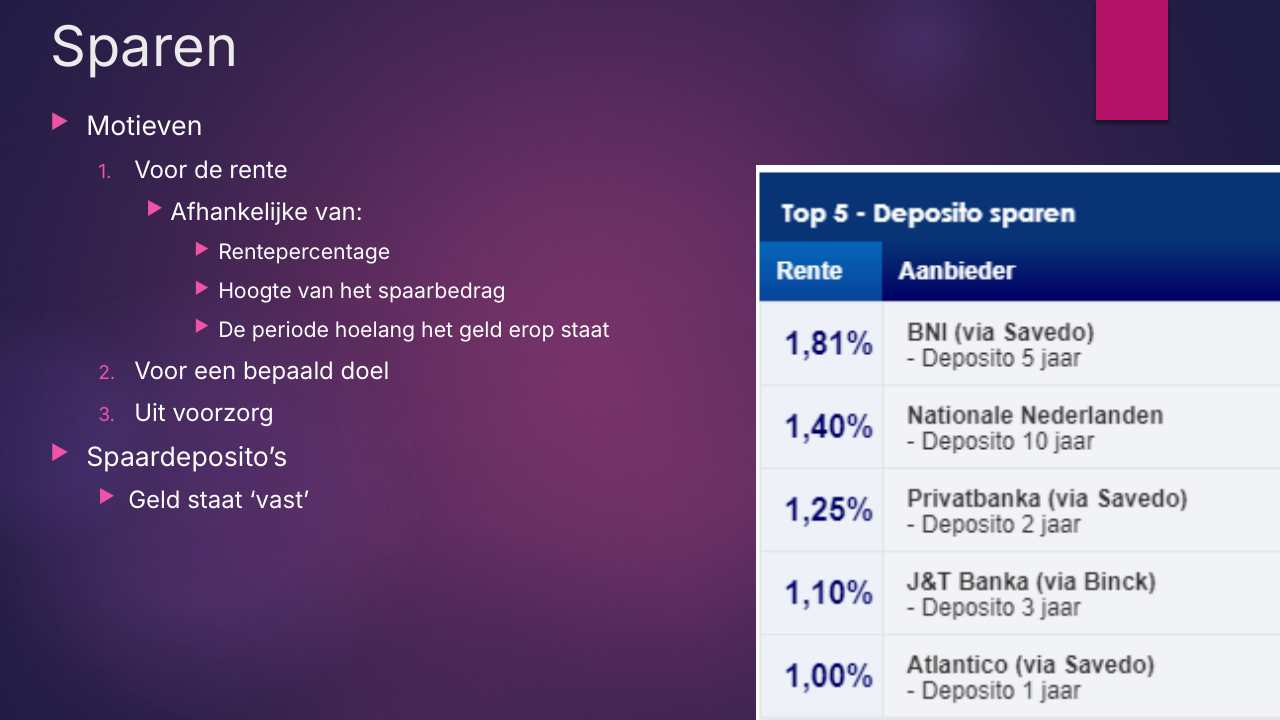 Sparen
Motieven
1. Voor de rente
Afhankelijke van:
Rentepercentage
Hoogte van het spaarbedrag
De periode hoelang het geld erop staat
2. Voor een bepaald doel
3. Uit voorzorg
Spaardeposito’s
Geld staat ‘vast’
Top 5 - Deposito sparen
Rente Aanbieder
1,81% BNI (via Savedo)
- Deposito 5 jaar
1,40% Nationale Nederlanden
- Deposito 10 jaar
1,25% Privatbanka (via Savedo)
- Deposito 2 jaar
1,10% J&T Banka (via Binck)
- Deposito 3 jaar
1,00% Atlantico (via Savedo)
- Deposito 1 jaar